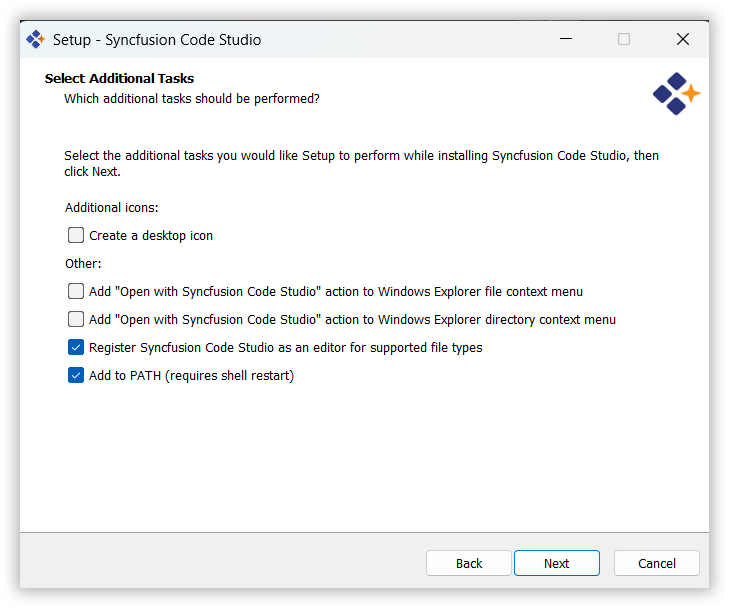 Setup - Syncfusion Code Studio
Select Additional Tasks
Which additional tasks should be performed?
Select the additional tasks you would like Setup to perform while installing Syncfusion Code Studio, then
click Next.
Additional icons:
Create a desktop icon
Other:
Add "Open with Syncfusion Code Studio" action to Windows Explorer file context menu
Add "Open with Syncfusion Code Studio" action to Windows Explorer directory context menu
Register Syncfusion Code Studio as an editor for supported file types
Add to PATH (requires shell restart)
Back Next Cancel